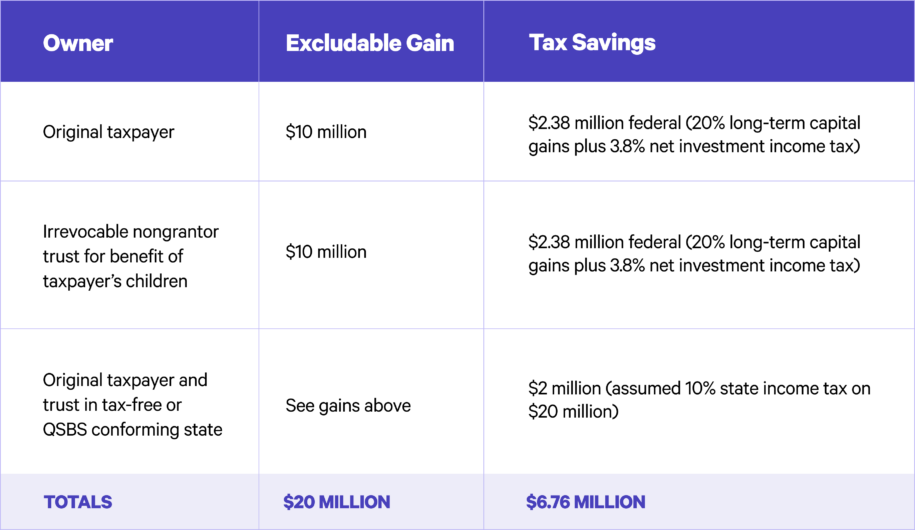 Owner
Excludable Gain
Tax Savings
Original taxpayer
$10 million
$2.38 million federal (20% long-term capital
gains plus 3.8% net investment income tax)
Irrevocable nongrantor
trust for benefit of
taxpayer’s children
$10 million
$2.38 million federal (20% long-term capital
gains plus 3.8% net investment income tax)
Original taxpayer and
trust in tax-free or
QSBS conforming state
See gains above
$2 million (assumed 10% state income tax on
$20 million)
TOTALS
$20 MILLION
$6.76 MILLION